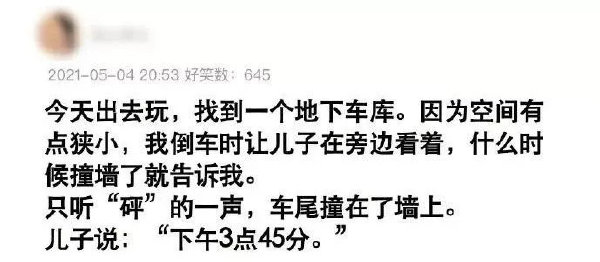 2021-05-04 20:53 好笑数：645
今天出去玩，找到一个地下车库。因为空间有
点狭小，我倒车时让儿子在旁边看着，什么时
候撞墙了就告诉我。
只听“砰”的一声，车尾撞在了墙上。
儿子说：“下午3点45分。”